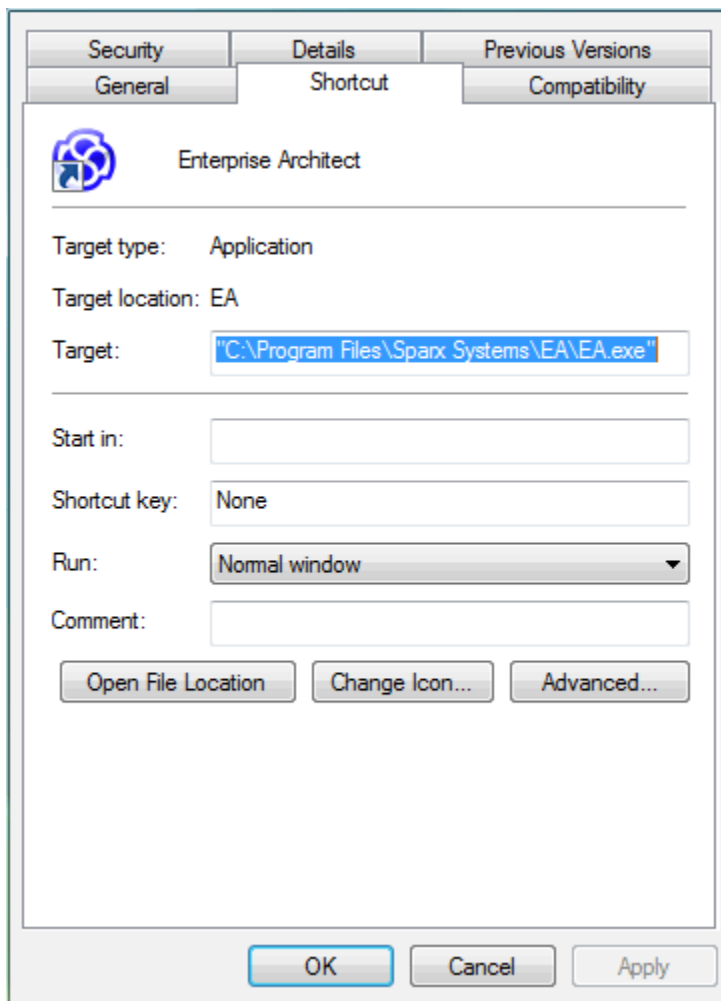 Security Details Previous Versions
General Shortcut Compatibility
Enterprise Architect
Target type: Application
Target location: EA
Target: "C:\Program Files\Sparx Systems\EA\EA.exe"
Start in:
Shortcut key: None
Run: Normal window
Comment:
Open File Location Change Icon... Advanced...
OK Cancel Apply